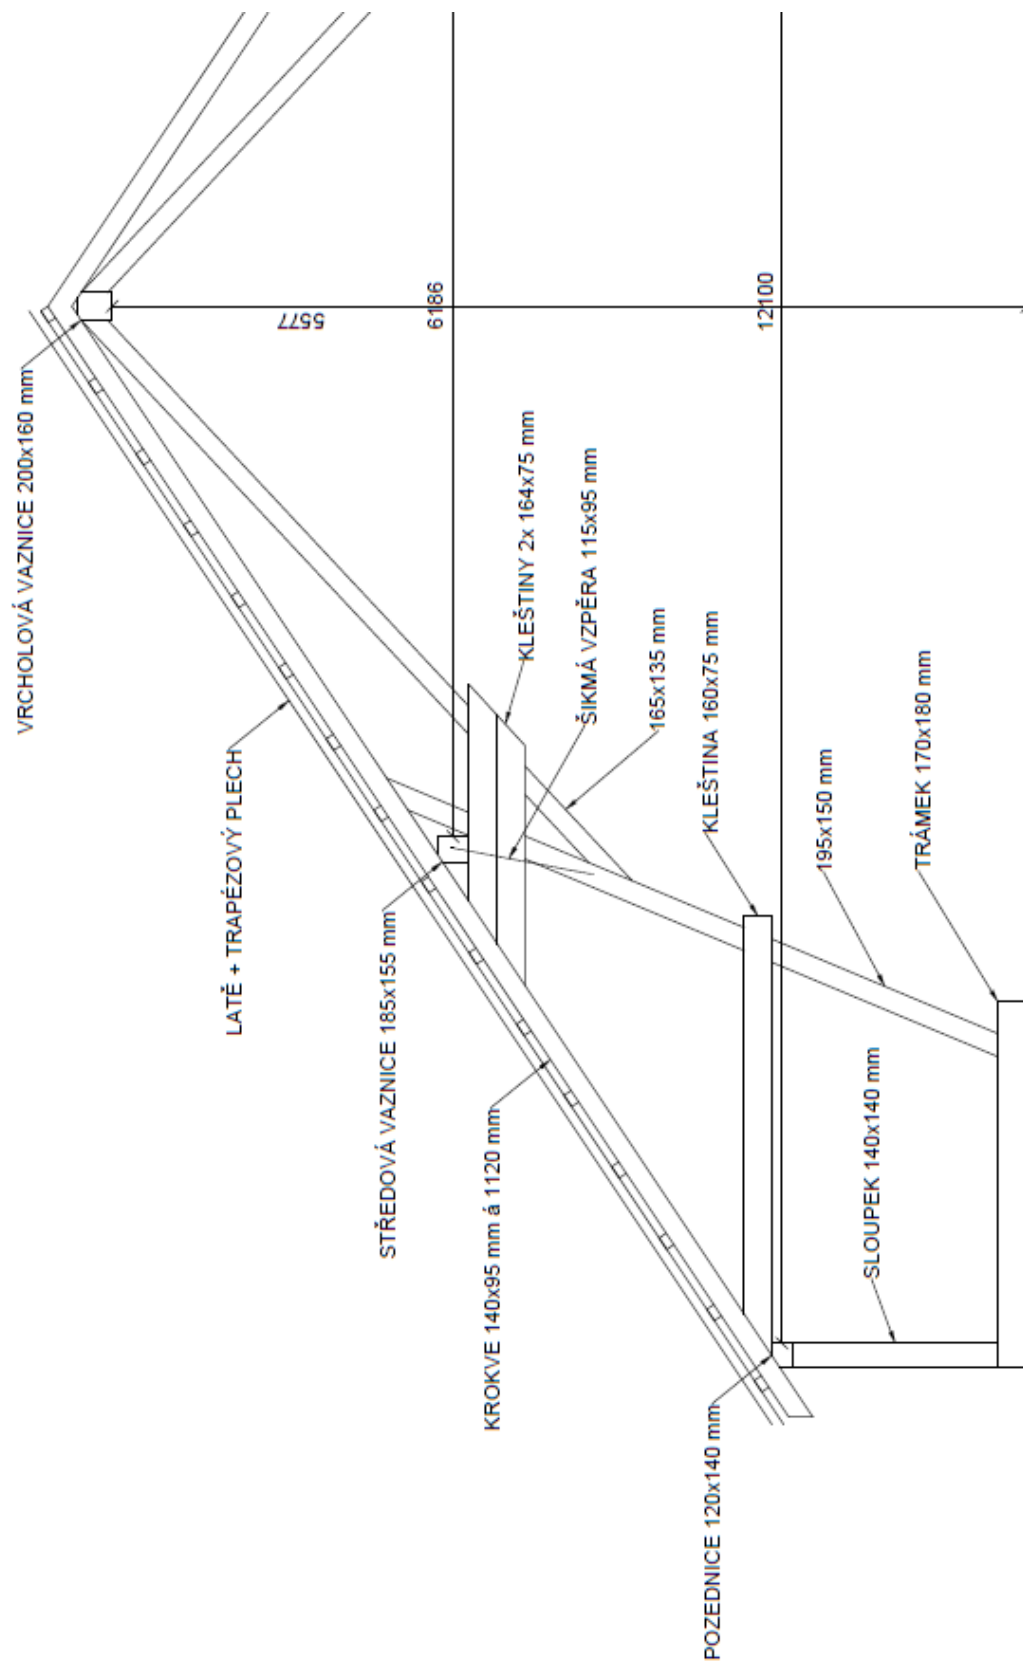 VRCHOLOVÁ VAZNICE 200x160 mm
LATĚ + TRAPÉZOVÝ PLECH
STŘEDOVÁ VAZNICE 185x155 mm
KROKVE 140x95 mm á 1120 mm
POZEDNICE 120x140 mm
5577
6186
12100
KLEŠTINY 2x 164x75 mm
ŠIKMÁ VZPĚRA 115x95 mm
165x135 mm
KLEŠTINA 160x75 mm
195x150 mm
TRÁMEK 170x180 mm
SLOUPEK 140x140 mm